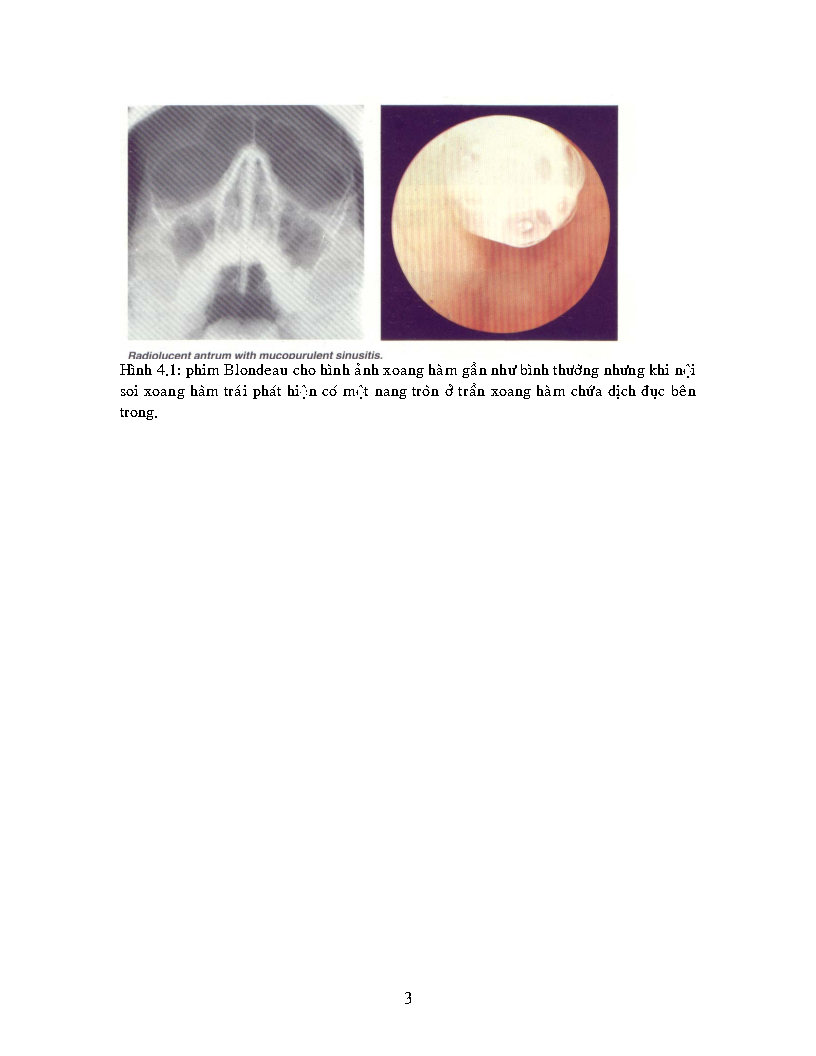 Radiolucent antrum with mucopurulent sinusitis.
Hình 4.1: phim Blondeau cho hình ảnh xoang hàm gần như bình thường nhưng khi nội
soi xoang hàm trái phát hiện có một nang tròn ở trần xoang hàm chứa dịch đục bên
trong.
3